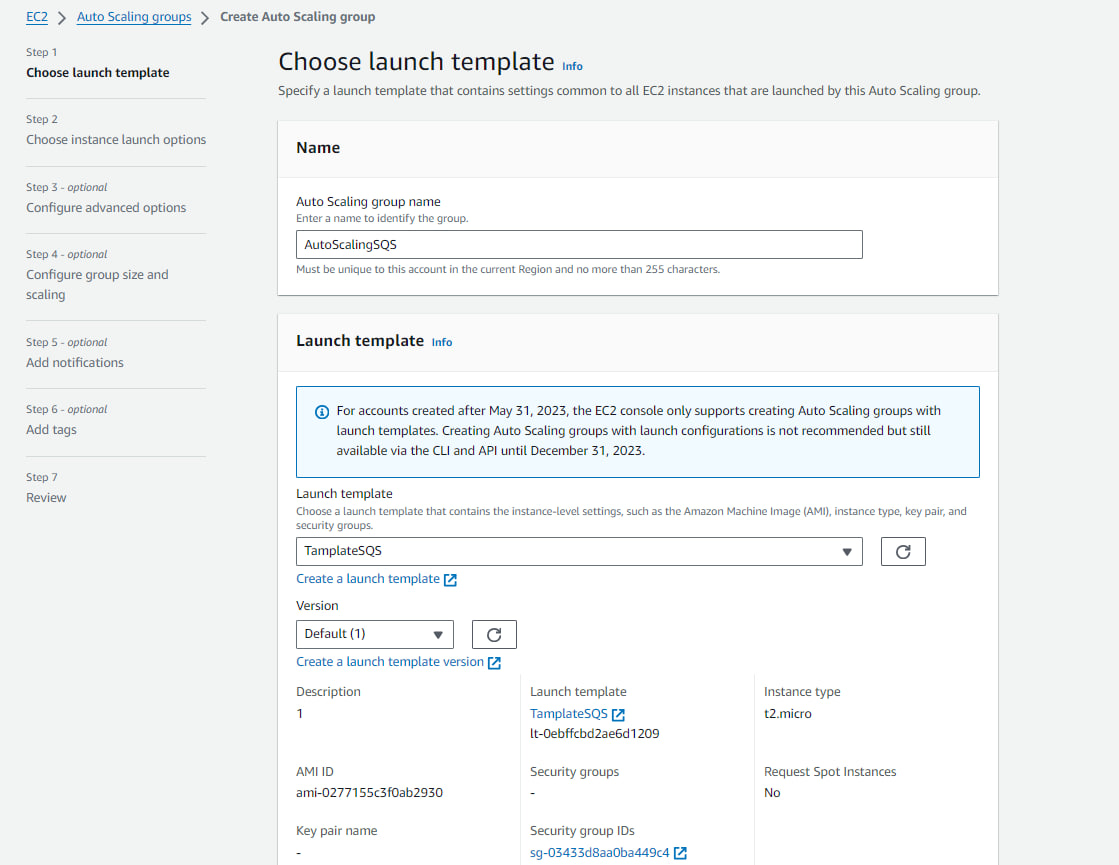 EC2 > Auto Scaling groups > Create Auto Scaling group
Step 1
Choose launch template
Step 2
Choose instance launch options
Step 3 - optional
Configure advanced options
Step 4 - optional
Configure group size and
scaling
Step 5 - optional
Add notifications
Step 6 - optional
Add tags
Step 7
Review
Choose launch template Info
Specify a launch template that contains settings common to all EC2 instances that are launched by this Auto Scaling group.
Name
Auto Scaling group name
Enter a name to identify the group.
AutoScalingSQS
Must be unique to this account in the current Region and no more than 255 characters.
Launch template Info
For accounts created after May 31, 2023, the EC2 console only supports creating Auto Scaling groups with
launch templates. Creating Auto Scaling groups with launch configurations is not recommended but still
available via the CLI and API until December 31, 2023.
Launch template
Choose a launch template that contains the instance-level settings, such as the Amazon Machine Image (AMI), instance type, key pair, and
security groups.
TamplateSQS
Create a launch template
Version
Default (1)
Create a launch template version
Description
1
Launch template
TamplateSQS
lt-0ebffcbd2ae6d1209
Instance type
t2.micro
AMI ID
ami-0277155c3f0ab2930
Security groups
-
Request Spot Instances
No
Key pair name
-
Security group IDs
sg-03433d8aa0ba449c4